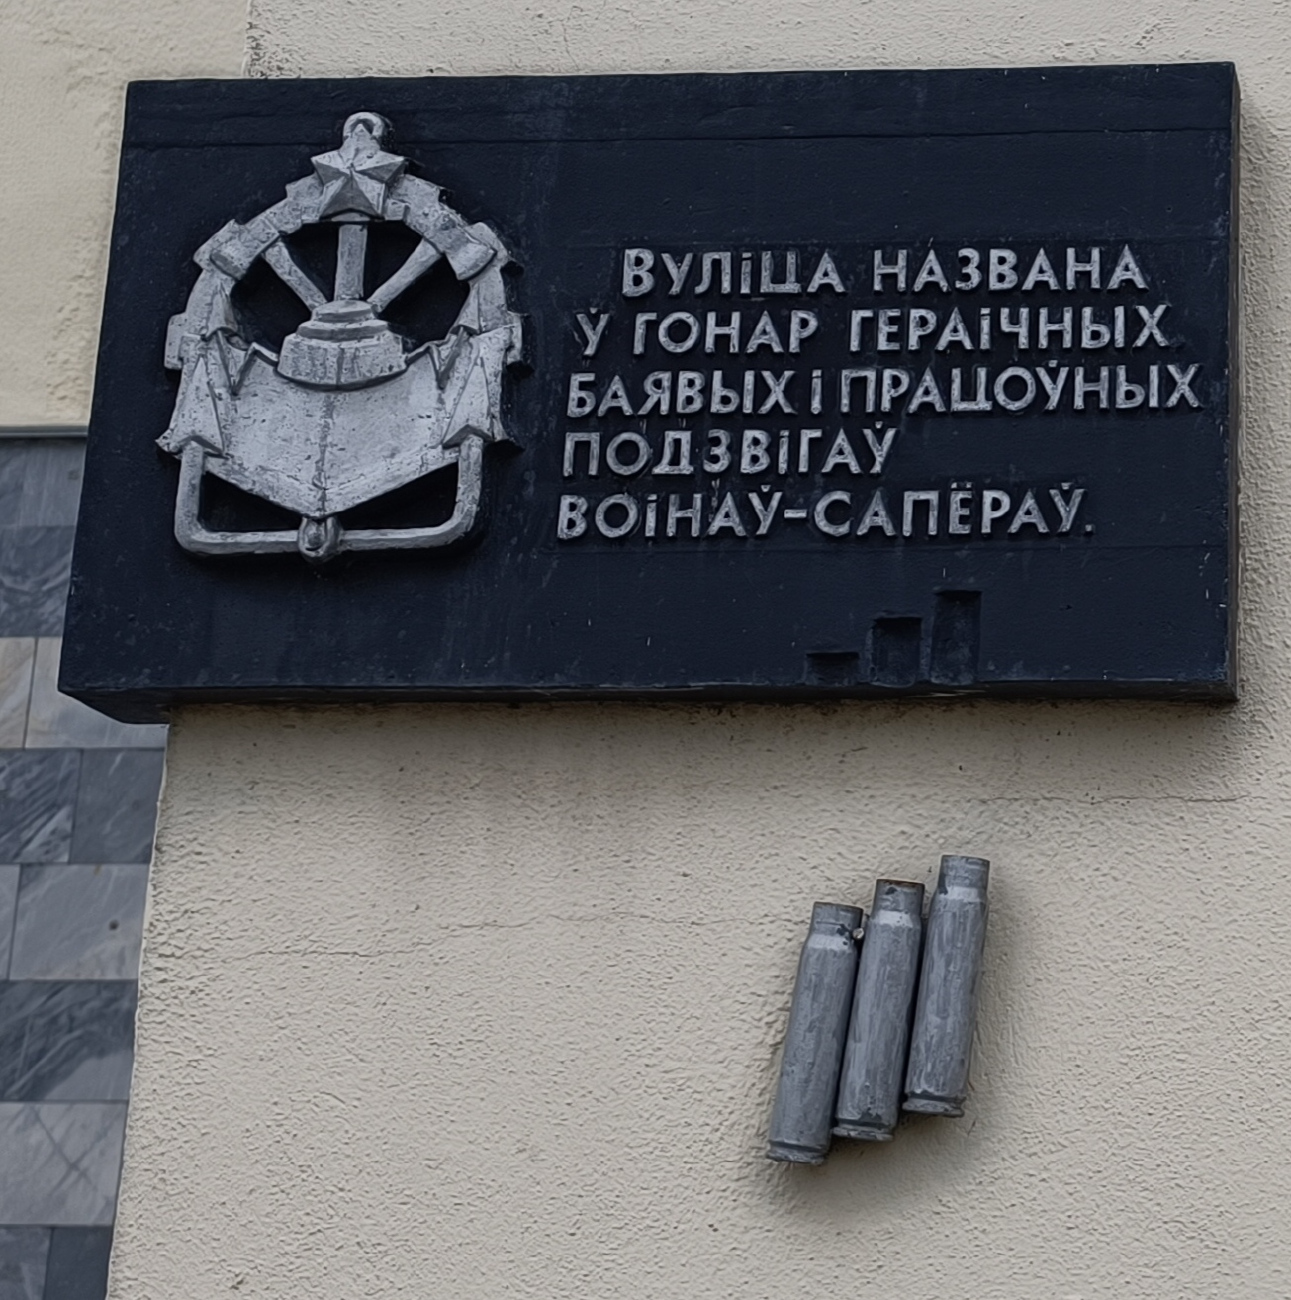 ВУЛІЦА НАЗВАНА
Ў ГОНАР ГЕРАІЧНЫХ
БАЯВЫХ І ПРАЦОЎНЫХ
ПОДЗВІГАЎ
ВОІНАЎ-САПЁРАЎ.